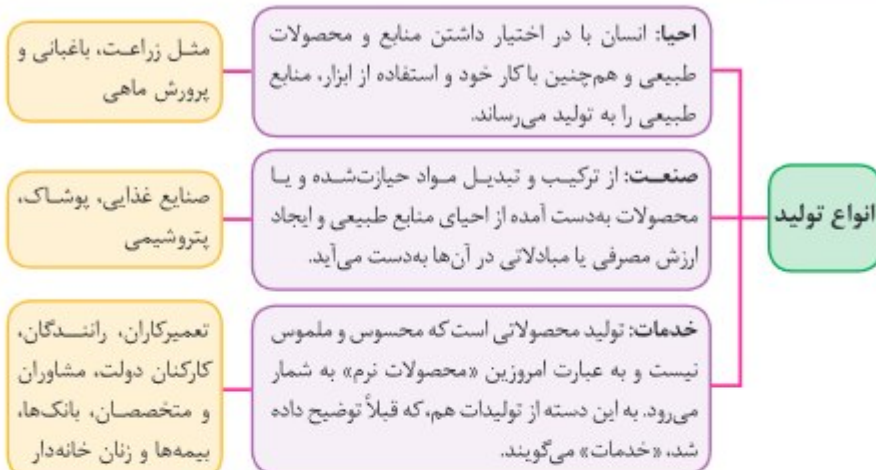 انواع تولید
احیا: انسان با در اختیار داشتن منابع و محصولات
طبیعی و هم‌چنین با کار خود و استفاده از ابزار، منابع
طبیعی را به تولید می‌رساند.
مثل زراعت، باغبانی و
پرورش ماهی
صنعت: از ترکیب و تبدیل مواد حیازت‌شده و یا
محصولات به‌دست آمده از احیای منابع طبیعی و ایجاد
ارزش مصرفی یا مبادلاتی در آن‌ها به‌دست می‌آید.
صنایع غذایی، پوشاک،
پتروشیمی
خدمات: تولید محصولاتی است که محسوس و ملموس
نیست و به عبارت امروزین «محصولات نرم» به شمار
می‌رود. به این دسته از تولیدات هم، که قبلاً توضیح داده
شد، «خدمات» می‌گویند.
تعمیرکاران، رانندگان،
کارکنان دولت، مشاوران
و متخصصان، بانک‌ها،
بیمه‌ها و زنان خانه‌دار